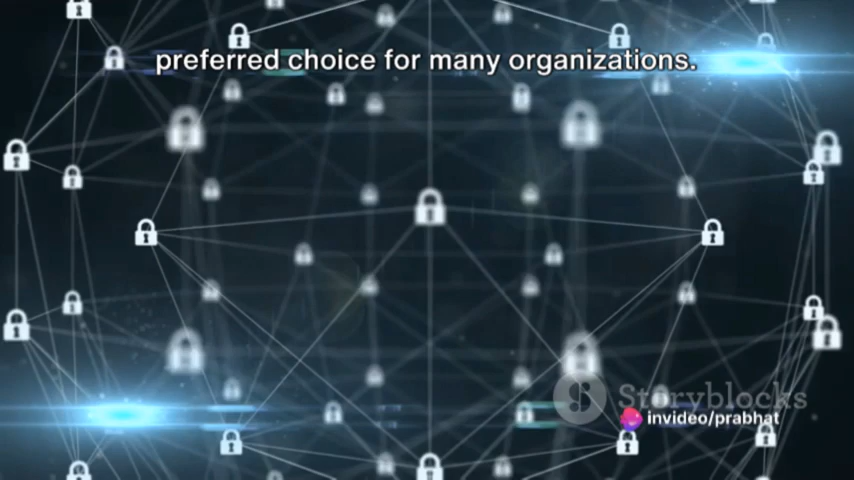 preferred choice for many organizations.
Storyblocks
invideo/prabhat